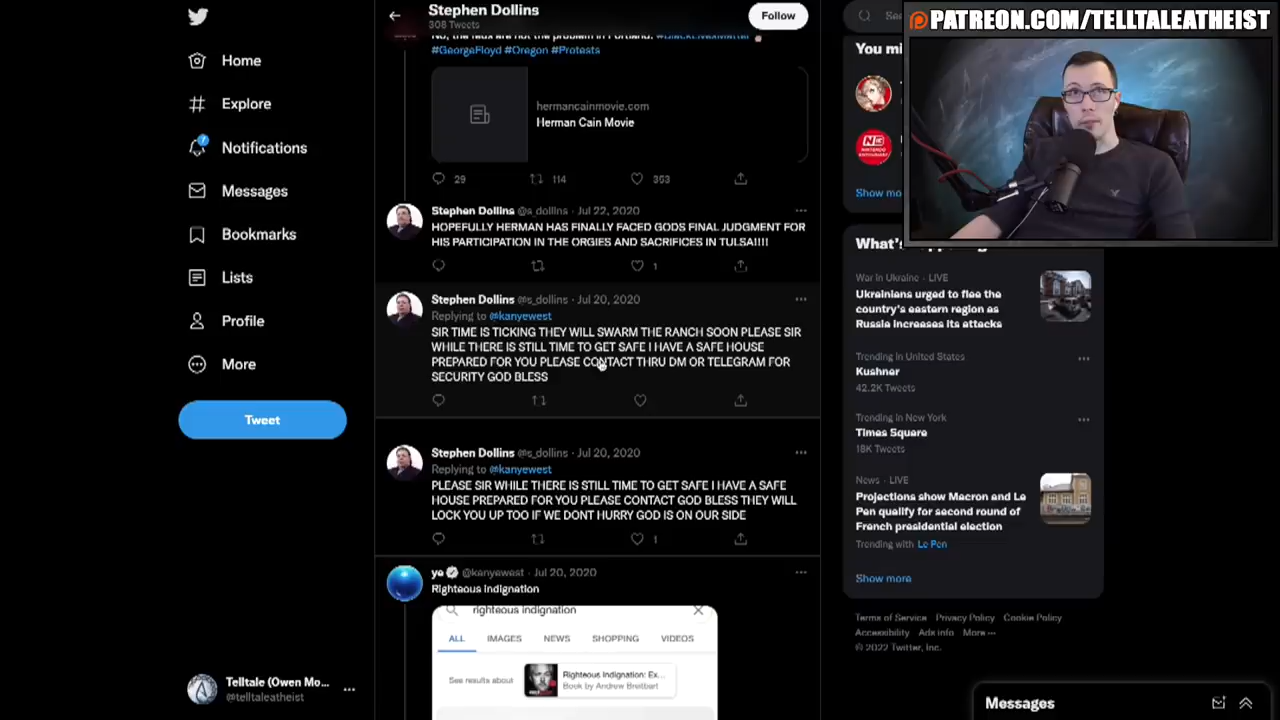 Home
Explore
Notifications
Messages
Bookmarks
Lists
Profile
More
Tweet
Telltale (Owen Mo...
@telltaleatheist
Stephen Dollins
308 Tweets
Follow
#GeorgeFloyd #Oregon #Protests
hermancainmovie.com
Herman Cain Movie
29 114 353
Stephen Dollins @s_dollins · Jul 22, 2020
HOPEFULLY HERMAN HAS FINALLY FACED GODS FINAL JUDGMENT FOR
HIS PARTICIPATION IN THE ORGIES AND SACRIFICES IN TULSA!!!!
1
Stephen Dollins @s_dollins · Jul 20, 2020
Replying to @kanyewest
SIR TIME IS TICKING THEY WILL SWARM THE RANCH SOON PLEASE SIR
WHILE THERE IS STILL TIME TO GET SAFE I HAVE A SAFE HOUSE
PREPARED FOR YOU PLEASE CONTACT THRU DM OR TELEGRAM FOR
SECURITY GOD BLESS
Stephen Dollins @s_dollins · Jul 20, 2020
Replying to @kanyewest
PLEASE SIR WHILE THERE IS STILL TIME TO GET SAFE I HAVE A SAFE
HOUSE PREPARED FOR YOU PLEASE CONTACT GOD BLESS THEY WILL
LOCK YOU UP TOO IF WE DONT HURRY GOD IS ON OUR SIDE
1
ye @kanyewest · Jul 20, 2020
Righteous indignation
righteous indignation
ALL IMAGES NEWS SHOPPING VIDEOS
See results about
Righteous Indignation: Ex...
Book by Andrew Breitbart
PATREON.COM/TELLTALEATHEIST
You mi
Show mo
What's
War in Ukraine · LIVE
Ukrainians urged to flee the
country's eastern region as
Russia increases its attacks
Trending in United States
Kushner
42.2K Tweets
Trending in New York
Times Square
18K Tweets
News · LIVE
Projections show Macron and Le
Pen qualify for second round of
French presidential election
Trending with Le Pen
Show more
Terms of Service Privacy Policy Cookie Policy
Accessibility Ads info More ···
© 2022 Twitter, Inc.
Messages